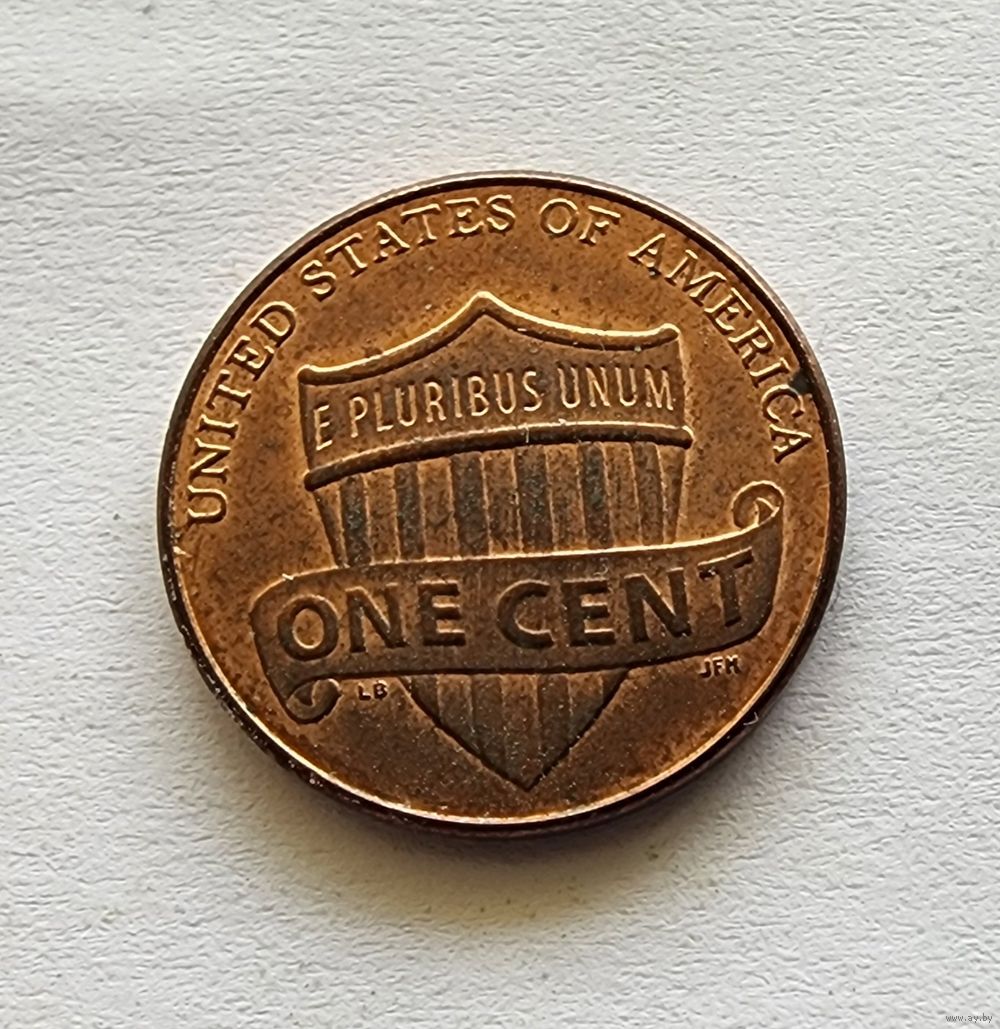 UNITED STATES OF AMERICA
E PLURIBUS UNUM
ONE CENT
LB
JFM
www.ay.by